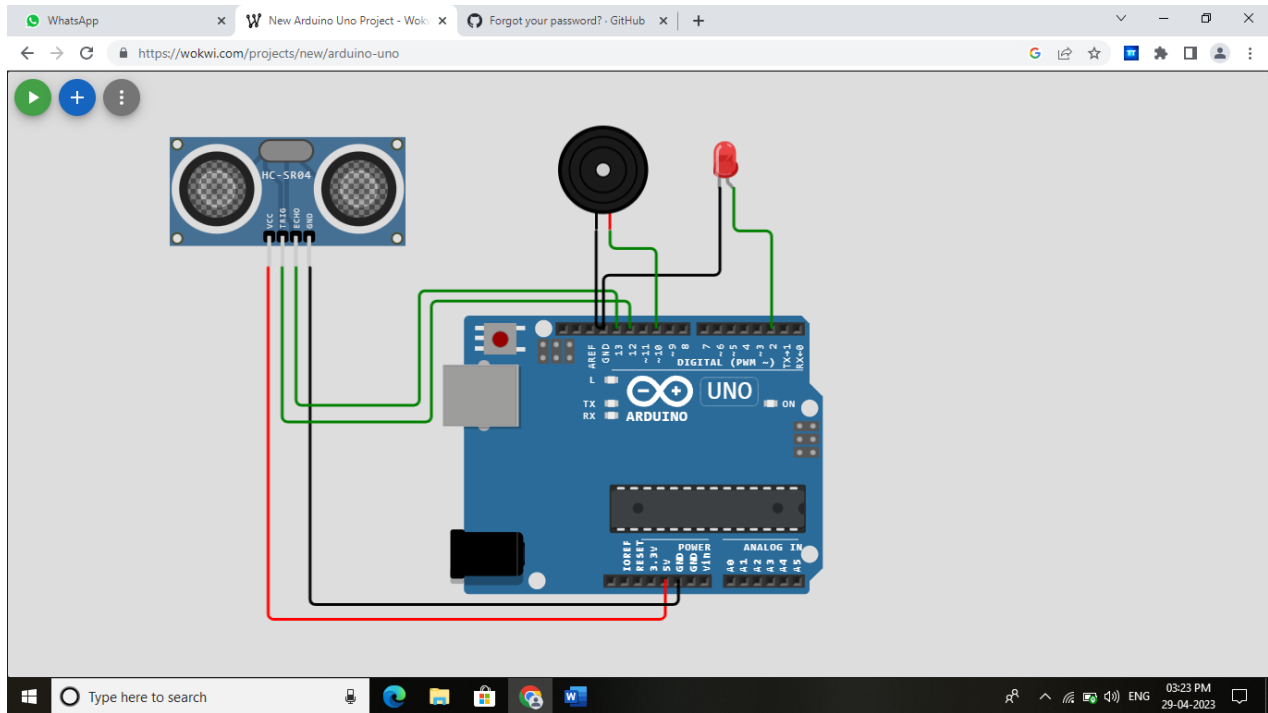 WhatsApp
New Arduino Uno Project - Wok
Forgot your password? · GitHub
https://wokwi.com/projects/new/arduino-uno
HC-SR04
VCC
TRIG
ECHO
GND
AREF
GND
13
12
~11
~10
~9
8
7
~6
~5
4
~3
2
TX→1
RX←0
DIGITAL (PWM ~)
L
TX
RX
ARDUINO
UNO
ON
IOREF
RESET
3.3V
5V
GND
GND
Vin
POWER
ANALOG IN
A0
A1
A2
A3
A4
A5
Type here to search
ENG
03:23 PM
29-04-2023